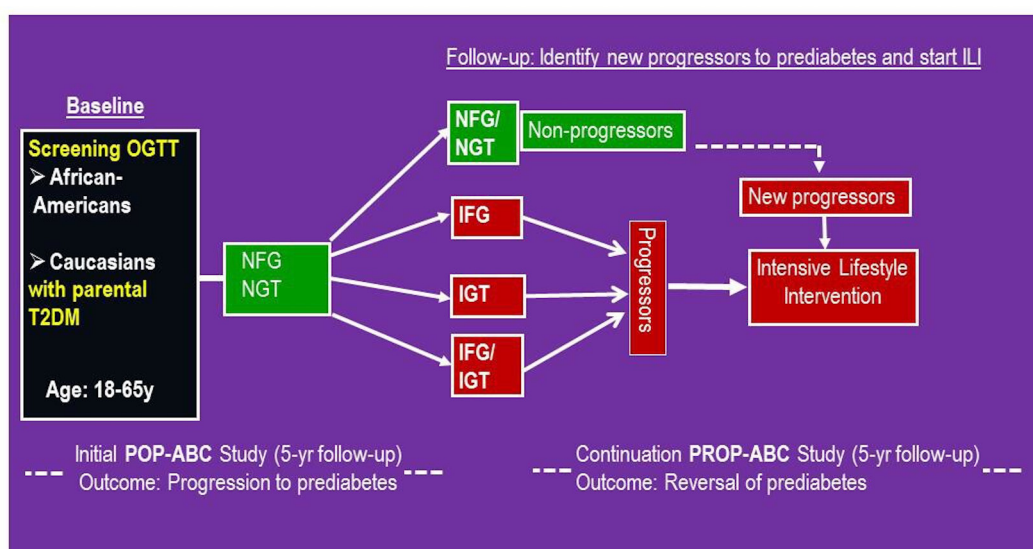 Follow-up: Identify new progressors to prediabetes and start ILI
Baseline
Screening OGTT
➢ African-
Americans
➢ Caucasians
with parental
T2DM
Age: 18-65y
NFG
NGT
NFG/
NGT
Non-progressors
IFG
IGT
IFG/
IGT
Progressors
New progressors
Intensive Lifestyle
Intervention
Initial POP-ABC Study (5-yr follow-up)
Outcome: Progression to prediabetes
Continuation PROP-ABC Study (5-yr follow-up)
Outcome: Reversal of prediabetes